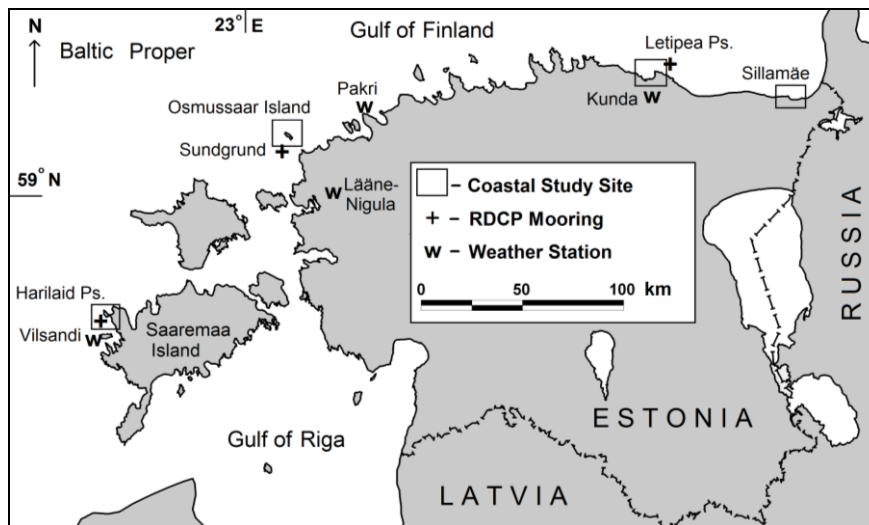 N
23° E
Gulf of Finland
Baltic Proper
Letipea Ps.
Pakri
w
Sillamäe
Osmussaar Island
Kunda w
Sundgrund +
59° N
w Lääne-
Nigula
– Coastal Study Site
+ – RDCP Mooring
w – Weather Station
0 50 100 km
RUSSIA
Harilaid Ps.
Vilsandi w
Saaremaa
Island
ESTONIA
Gulf of Riga
LATVIA